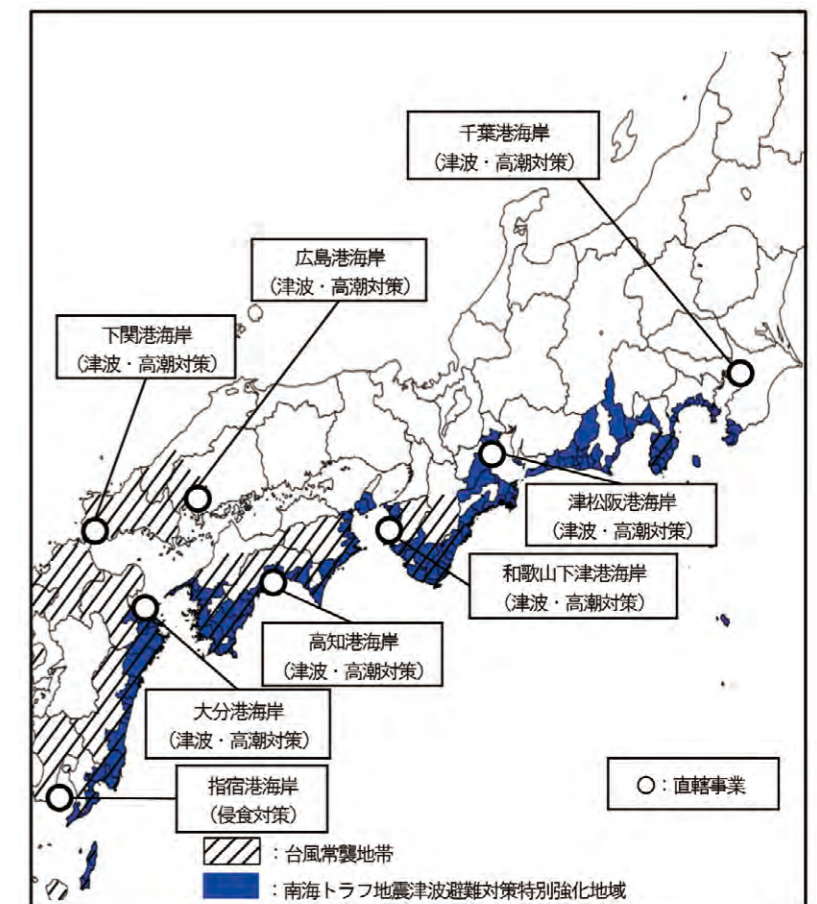 千葉港海岸
（津波・高潮対策）
広島港海岸
（津波・高潮対策）
下関港海岸
（津波・高潮対策）
津松阪港海岸
（津波・高潮対策）
和歌山下津港海岸
（津波・高潮対策）
高知港海岸
（津波・高潮対策）
大分港海岸
（津波・高潮対策）
指宿港海岸
（侵食対策）
○：直轄事業
：台風常襲地帯
：南海トラフ地震津波避難対策特別強化地域